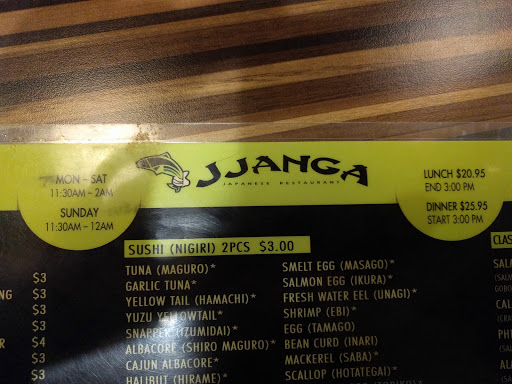 MON – SAT
11:30AM – 2AM
SUNDAY
11:30AM – 12AM
JJANGA
JAPANESE RESTAURANT
LUNCH $20.95
END 3:00 PM
DINNER $25.95
START 3:00 PM
SUSHI (NIGIRI) 2PCS $3.00
TUNA (MAGURO)*
GARLIC TUNA*
YELLOW TAIL (HAMACHI)*
YUZU YELLOWTAIL*
SNAPPER (IZUMIDAI)*
ALBACORE (SHIRO MAGURO)*
CAJUN ALBACORE*
HALIBUT (HIRAME)*
SMELT EGG (MASAGO)*
SALMON EGG (IKURA)*
FRESH WATER EEL (UNAGI)*
SHRIMP (EBI)*
EGG (TAMAGO)
BEAN CURD (INARI)
MACKEREL (SABA)*
SCALLOP (HOTATEGAI)*
$3
$3
$3
$3
$4
$3
$3